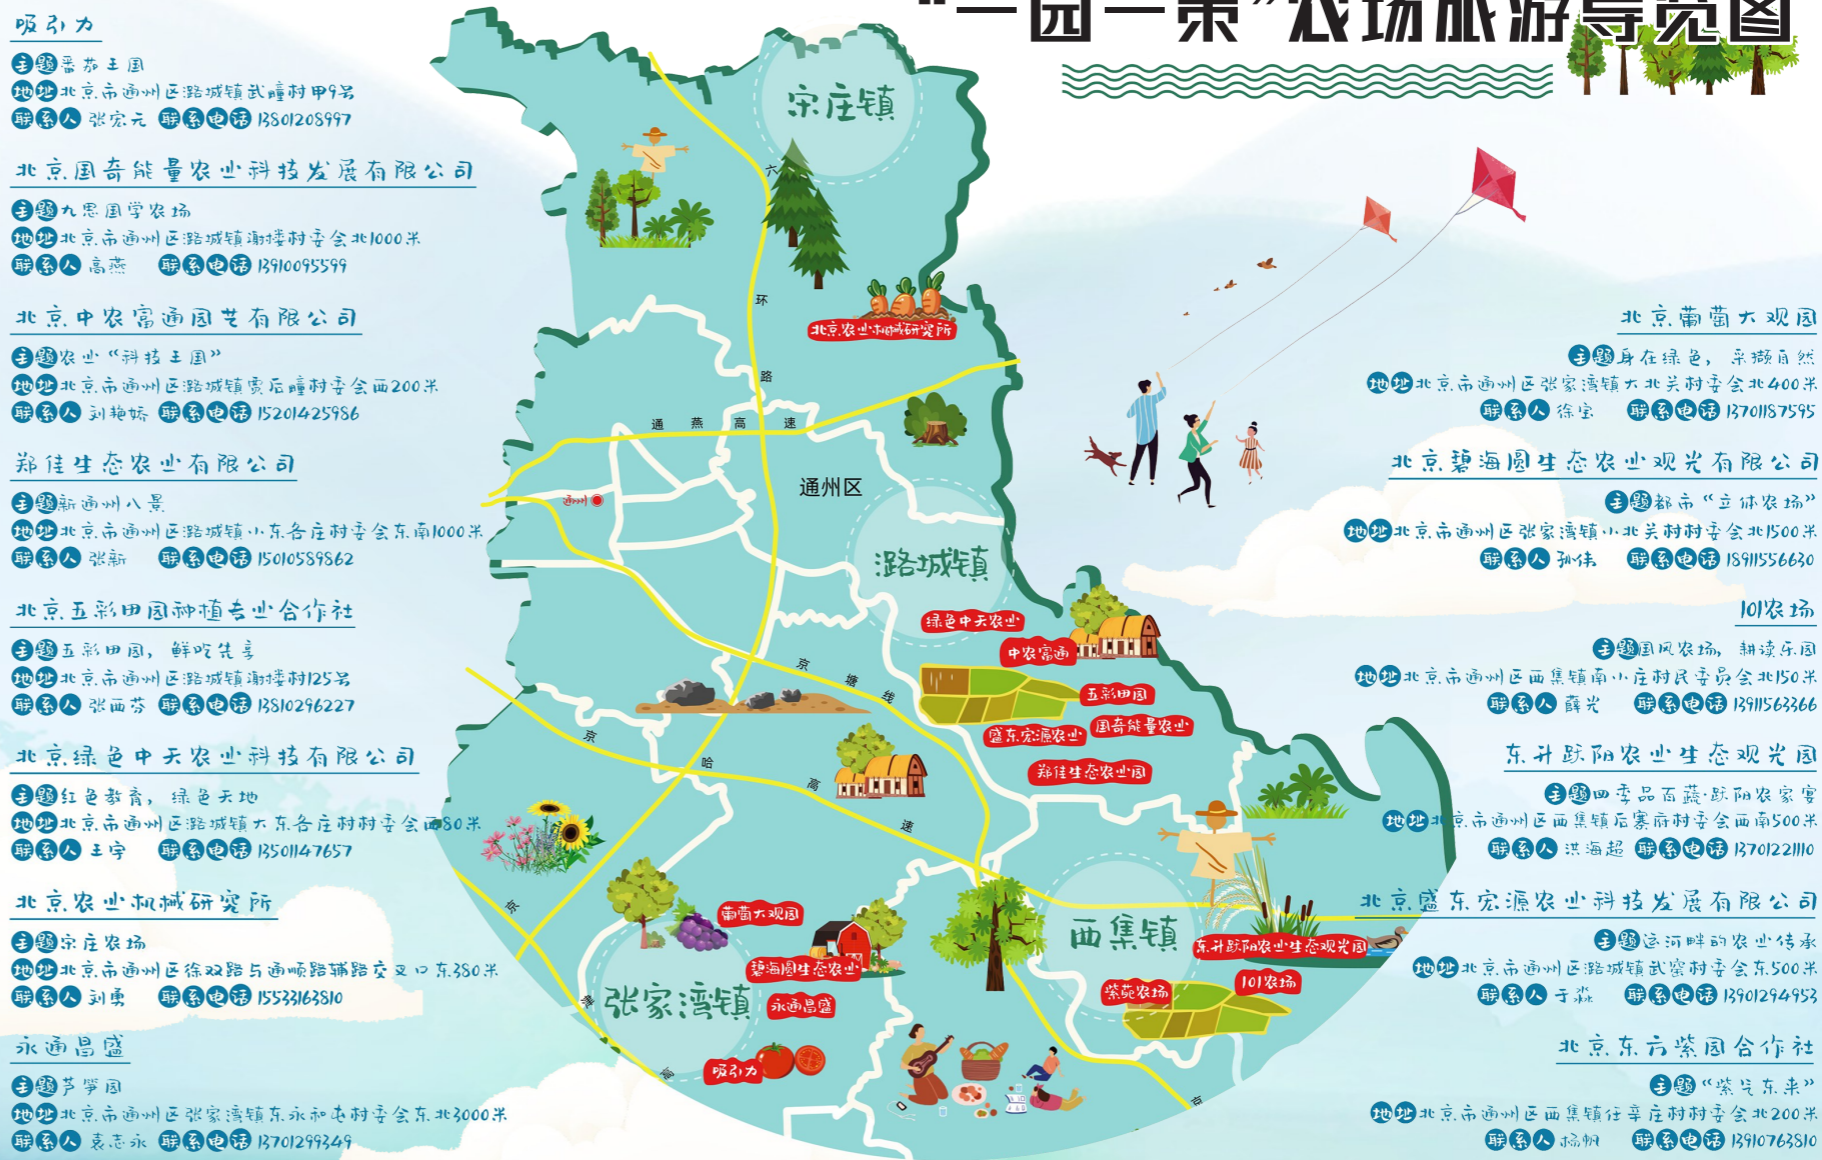 “一园一策”农场旅游导览图
吸引力
主题 番茄王国
地址 北京市通州区潞城镇武疃村甲9号
联系人 张宏元 联系电话 13801208997
北京国奇能量农业科技发展有限公司
主题 九思国学农场
地址 北京市通州区潞城镇谢楼村委会北1000米
联系人 高燕 联系电话 13910095599
北京中农富通园艺有限公司
主题 农业“科技王国”
地址 北京市通州区潞城镇贾后疃村委会西200米
联系人 刘艳娇 联系电话 15201425986
郑佳生态农业有限公司
主题 新通州八景
地址 北京市通州区潞城镇小东各庄村委会东南1000米
联系人 张新 联系电话 15010589862
北京五彩田园种植专业合作社
主题 五彩田园，鲜吃先享
地址 北京市通州区潞城镇谢楼村125号
联系人 张西芬 联系电话 13810296227
北京绿色中天农业科技有限公司
主题 红色教育，绿色天地
地址 北京市通州区潞城镇大东各庄村村委会西80米
联系人 王宇 联系电话 13501147657
北京农业机械研究所
主题 宋庄农场
地址 北京市通州区徐双路与通顺路辅路交叉口东380米
联系人 刘勇 联系电话 15533163810
永通昌盛
主题 芦笋园
地址 北京市通州区张家湾镇东永和屯村委会东北3000米
联系人 袁志永 联系电话 13701299349
宋庄镇
六
环
路
北京农业机械研究所
通燕高速
通州区
通州
潞城镇
绿色中天农业
中农富通
五彩田园
国奇能量农业
盛东宏源农业
郑佳生态农业园
京塘线
京哈高速
葡萄大观园
碧海圆生态农业
永通昌盛
张家湾镇
吸引力
西集镇
东升跃阳农业生态观光园
101农场
紫苑农场
京
高
京
北京葡萄大观园
主题 身在绿色，采撷自然
地址 北京市通州区张家湾镇大北关村委会北400米
联系人 徐宝 联系电话 13701187595
北京碧海圆生态农业观光有限公司
主题 都市“立体农场”
地址 北京市通州区张家湾镇小北关村村委会北1500米
联系人 孙伟 联系电话 18911556630
101农场
主题 国风农场，耕读乐园
地址 北京市通州区西集镇南小庄村民委员会北150米
联系人 薛光 联系电话 13911563366
东升跃阳农业生态观光园
主题 四季品百蔬·跃阳农家宴
地址 北京市通州区西集镇后寨府村委会西南500米
联系人 洪海超 联系电话 13701221110
北京盛东宏源农业科技发展有限公司
主题 运河畔的农业传承
地址 北京市通州区潞城镇武窑村委会东500米
联系人 于淼 联系电话 13901294953
北京东方紫园合作社
主题 “紫气东来”
地址 北京市通州区西集镇任辛庄村村委会北200米
联系人 杨帆 联系电话 13910763810